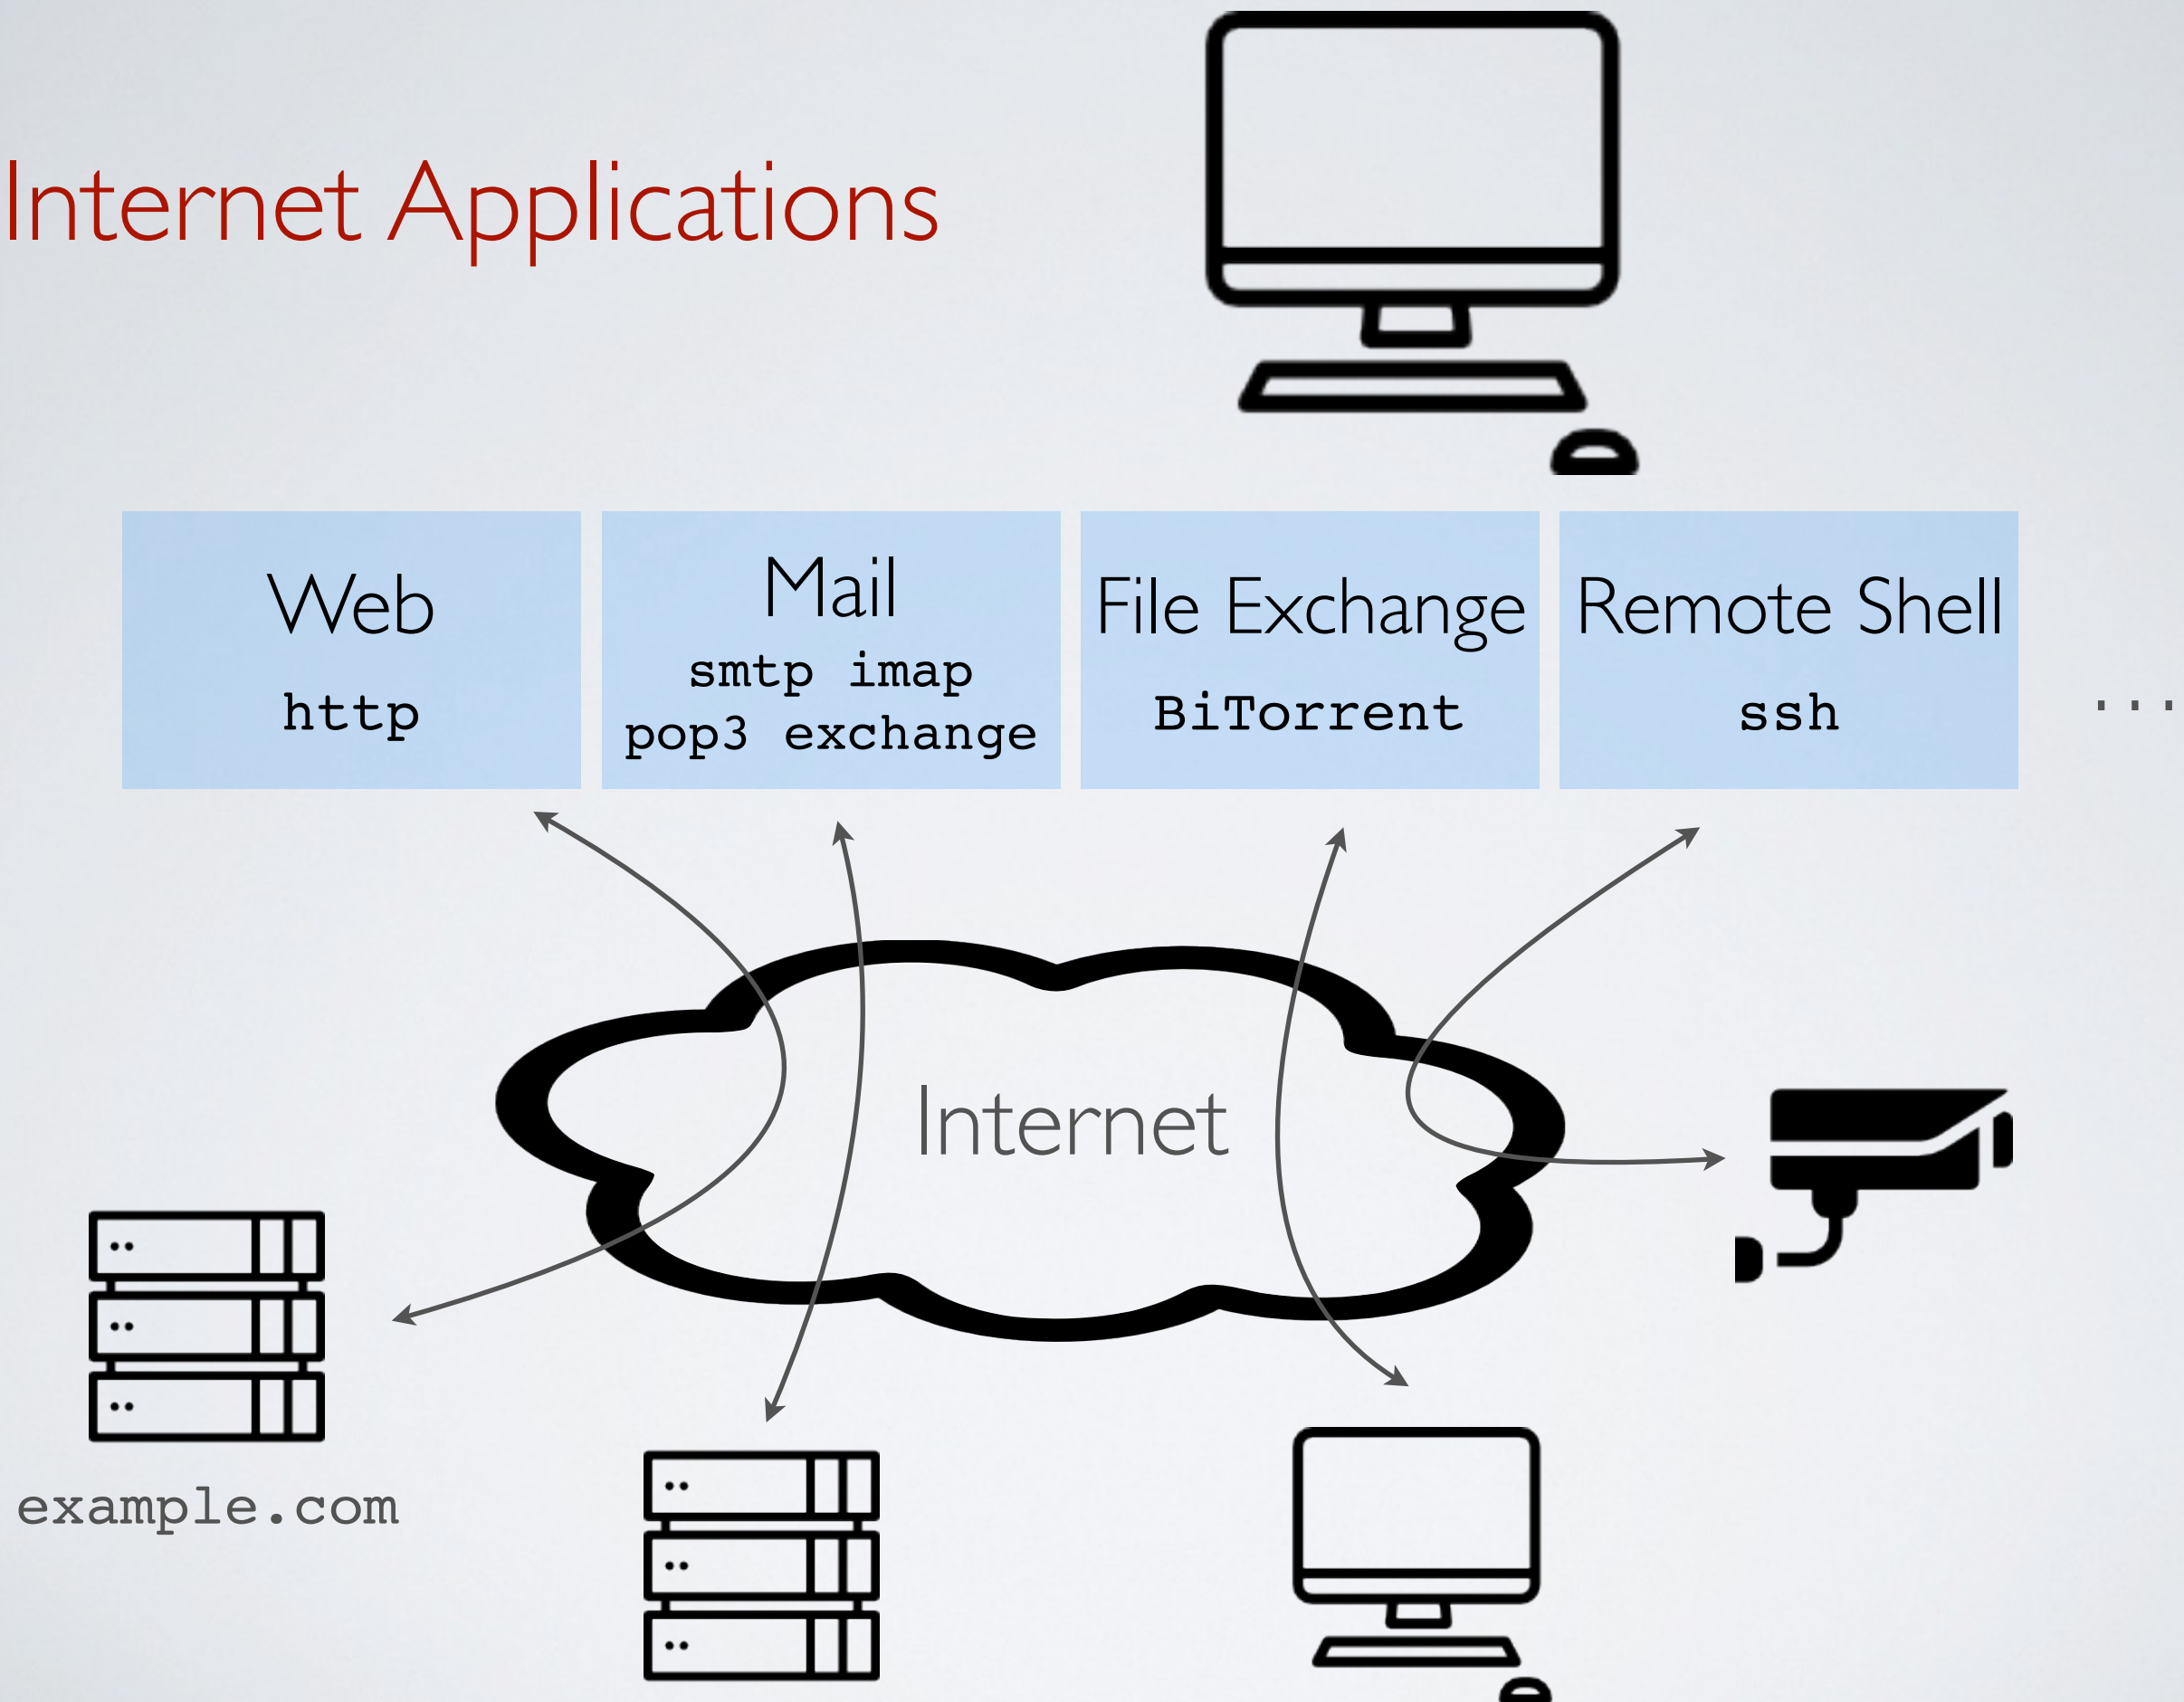 Internet Applications
Web
http
Mail
smtp imap
pop3 exchange
File Exchange
BiTorrent
Remote Shell
ssh
...
Internet
example.com